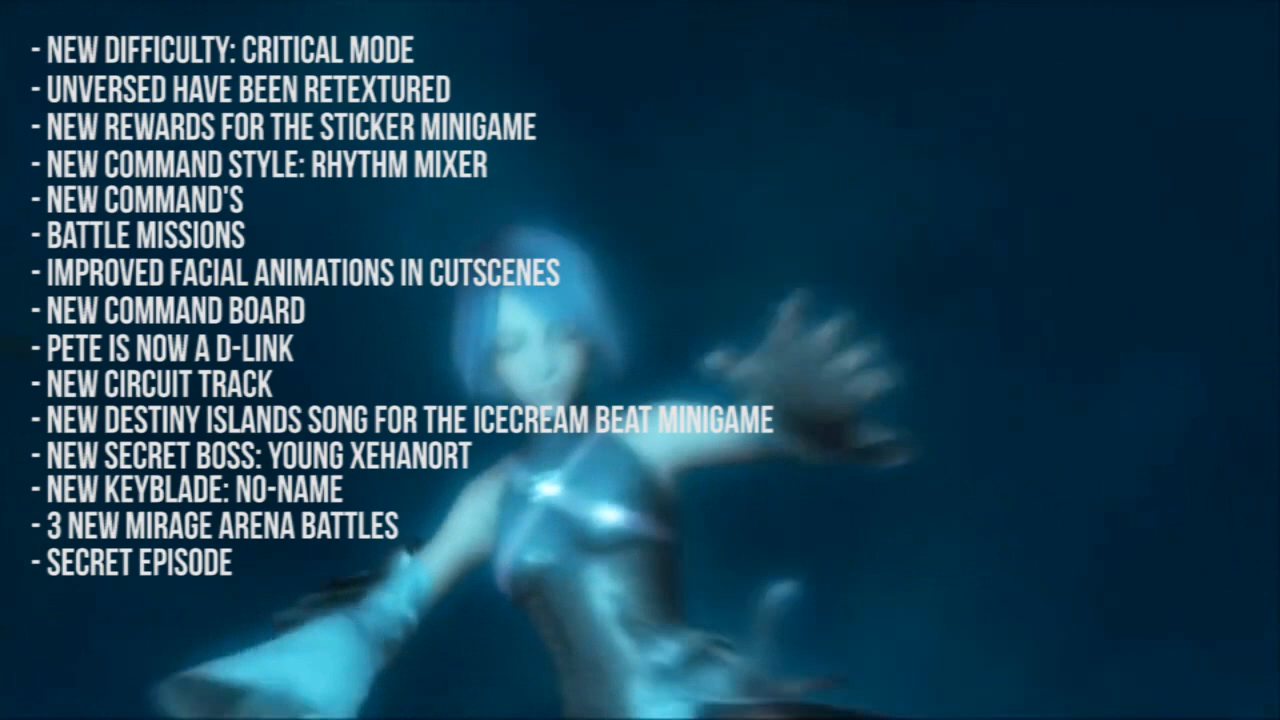 - NEW DIFFICULTY: CRITICAL MODE
- UNVERSED HAVE BEEN RETEXTURED
- NEW REWARDS FOR THE STICKER MINIGAME
- NEW COMMAND STYLE: RHYTHM MIXER
- NEW COMMAND'S
- BATTLE MISSIONS
- IMPROVED FACIAL ANIMATIONS IN CUTSCENES
- NEW COMMAND BOARD
- PETE IS NOW A D-LINK
- NEW CIRCUIT TRACK
- NEW DESTINY ISLANDS SONG FOR THE ICECREAM BEAT MINIGAME
- NEW SECRET BOSS: YOUNG XEHANORT
- NEW KEYBLADE: NO-NAME
- 3 NEW MIRAGE ARENA BATTLES
- SECRET EPISODE